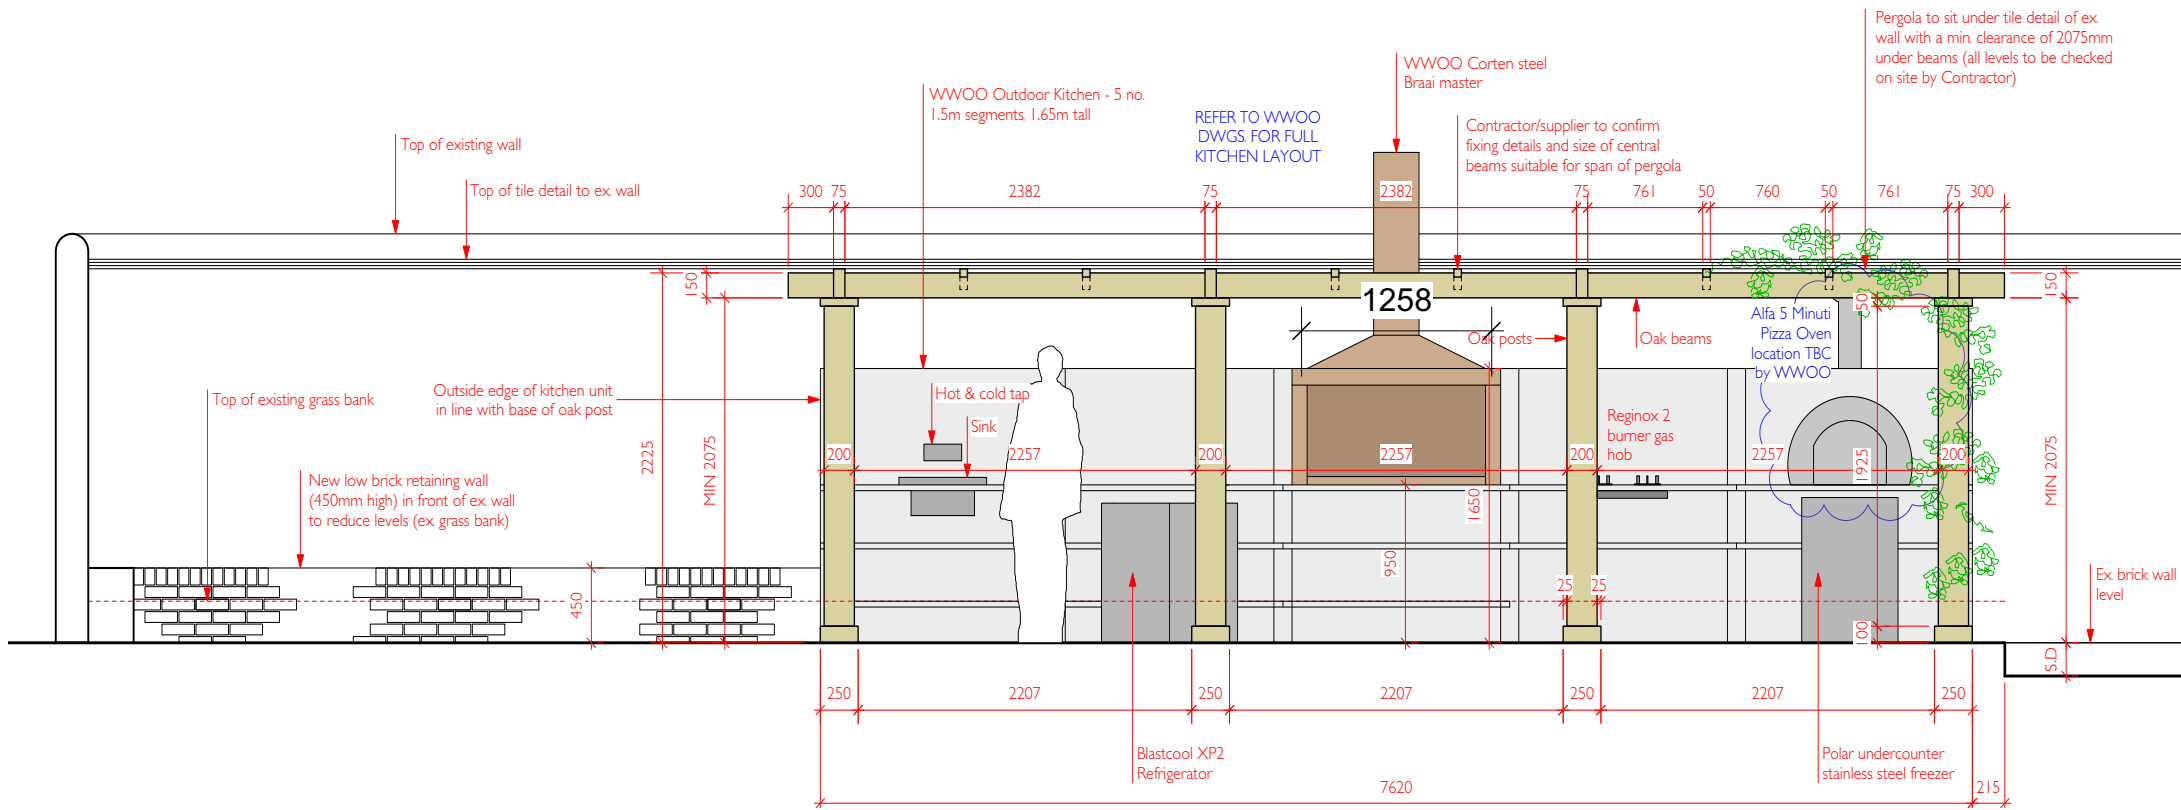 Pergola to sit under tile detail of ex.
wall with a min. clearance of 2075mm
under beams (all levels to be checked
on site by Contractor)
WWOO Corten steel
Braai master
WWOO Outdoor Kitchen - 5 no.
1.5m segments, 1.65m tall
REFER TO WWOO
DWGS. FOR FULL
KITCHEN LAYOUT
Contractor/supplier to confirm
fixing details and size of central
beams suitable for span of pergola
Top of existing wall
Top of tile detail to ex. wall
300 75 2382 75 2382 75 761 50 760 50 761 75 300
150
150
1258
50
Alfa 5 Minuti
Pizza Oven
location TBC
by WWOO
Oak posts
Oak beams
Outside edge of kitchen unit
in line with base of oak post
Top of existing grass bank
Hot & cold tap
Sink
Reginox 2
burner gas
hob
2225
MIN 2075
200 2257 200 2257 200 2257 200
1925
MIN 2075
1650
950
New low brick retaining wall
(450mm high) in front of ex. wall
to reduce levels (ex. grass bank)
450
25 25
100
Ex. brick wall
level
S.D
250 2207 250 2207 250 2207 250
Blastcool XP2
Refrigerator
Polar undercounter
stainless steel freezer
7620 215